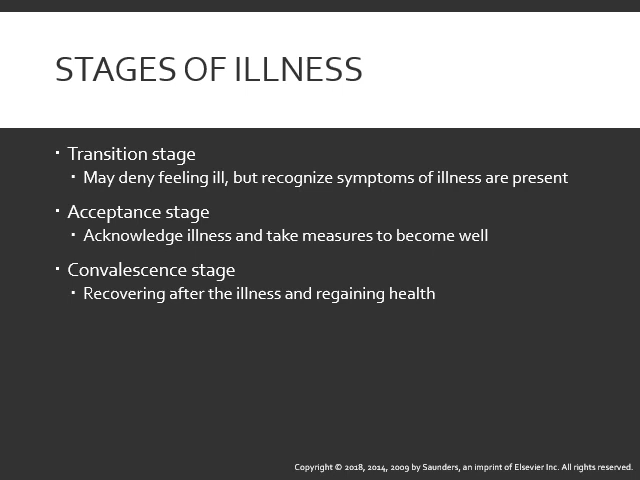 STAGES OF ILLNESS
▪ Transition stage
▪ May deny feeling ill, but recognize symptoms of illness are present
▪ Acceptance stage
▪ Acknowledge illness and take measures to become well
▪ Convalescence stage
▪ Recovering after the illness and regaining health
Copyright © 2018, 2014, 2009 by Saunders, an imprint of Elsevier Inc. All rights reserved.